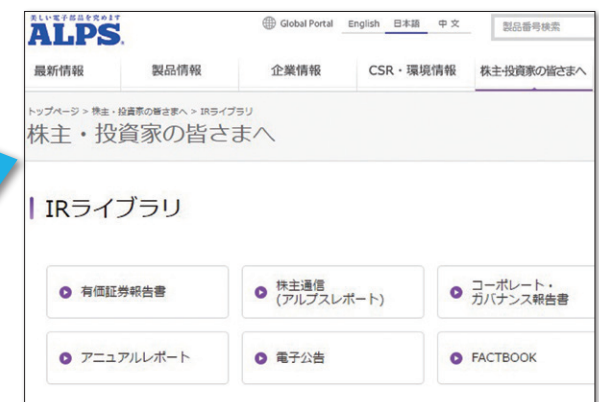 美しい電子部品を究めます
ALPS
Global Portal English 日本語 中文 製品番号検索
最新情報 製品情報 企業情報 CSR・環境情報 株主・投資家の皆さまへ
トップページ > 株主・投資家の皆さまへ > IRライブラリ
株主・投資家の皆さまへ
IRライブラリ
有価証券報告書
株主通信
(アルプスレポート)
コーポレート・
ガバナンス報告書
アニュアルレポート
電子公告
FACTBOOK